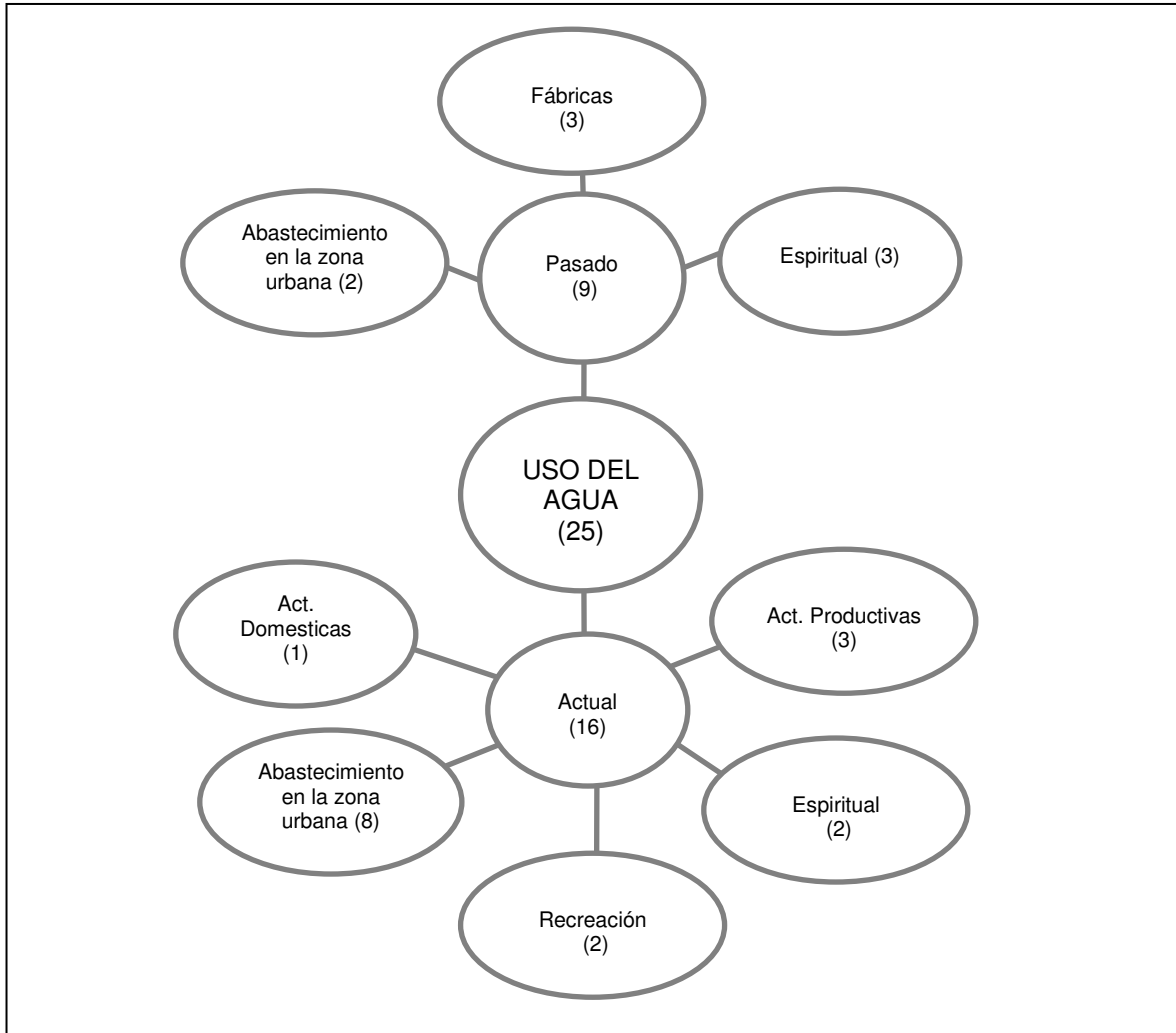 Fábricas
(3)
Abastecimiento
en la zona
urbana (2)
Pasado
(9)
Espiritual (3)
USO DEL
AGUA
(25)
Act.
Domesticas
(1)
Act. Productivas
(3)
Actual
(16)
Abastecimiento
en la zona
urbana (8)
Espiritual
(2)
Recreación
(2)